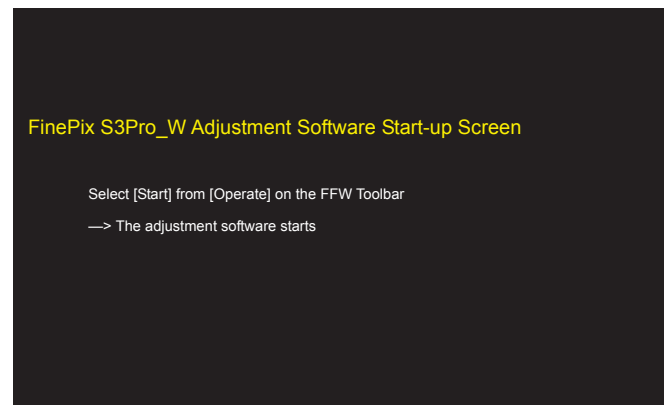 FinePix S3Pro_W Adjustment Software Start-up Screen
Select [Start] from [Operate] on the FFW Toolbar
—> The adjustment software starts